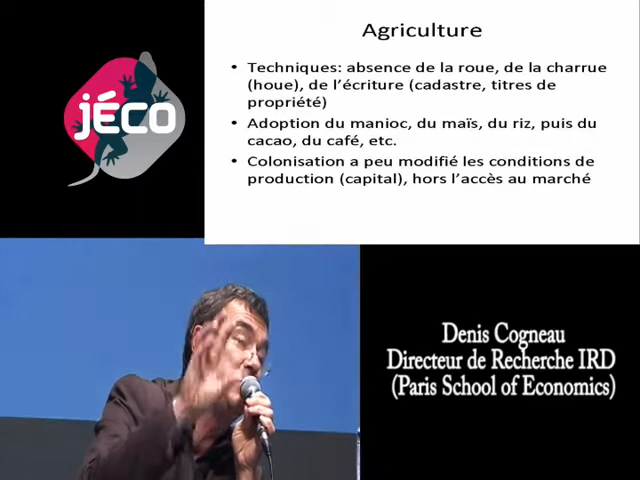 Agriculture
• Techniques: absence de la roue, de la charrue
(houe), de l'écriture (cadastre, titres de
propriété)
• Adoption du manioc, du maïs, du riz, puis du
cacao, du café, etc.
• Colonisation a peu modifié les conditions de
production (capital), hors l'accès au marché
jéco
Denis Cogneau
Directeur de Recherche IRD
(Paris School of Economics)